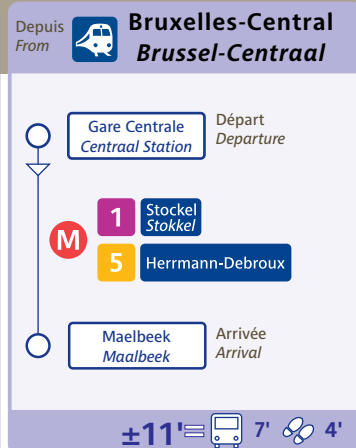 Depuis
From
Bruxelles-Central
Brussel-Centraal
Gare Centrale
Centraal Station
Départ
Departure
M
1 Stockel
Stokkel
5 Herrmann-Debroux
Maelbeek
Maalbeek
Arrivée
Arrival
±11'= 7' 4'